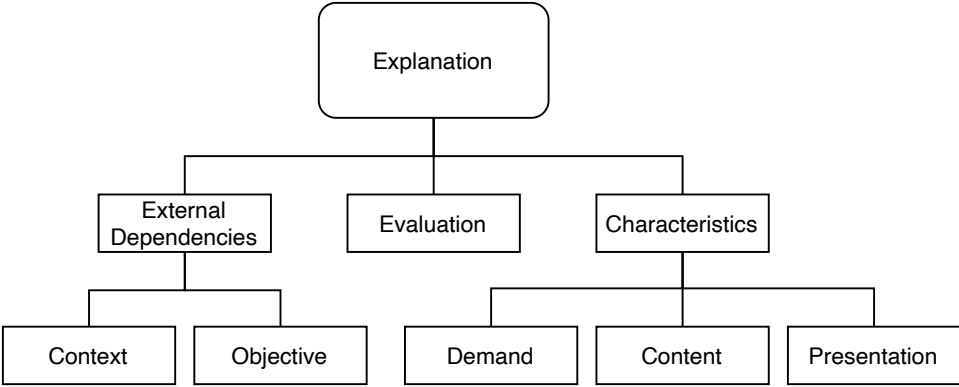 Explanation
External
Dependencies
Evaluation
Characteristics
Context
Objective
Demand
Content
Presentation